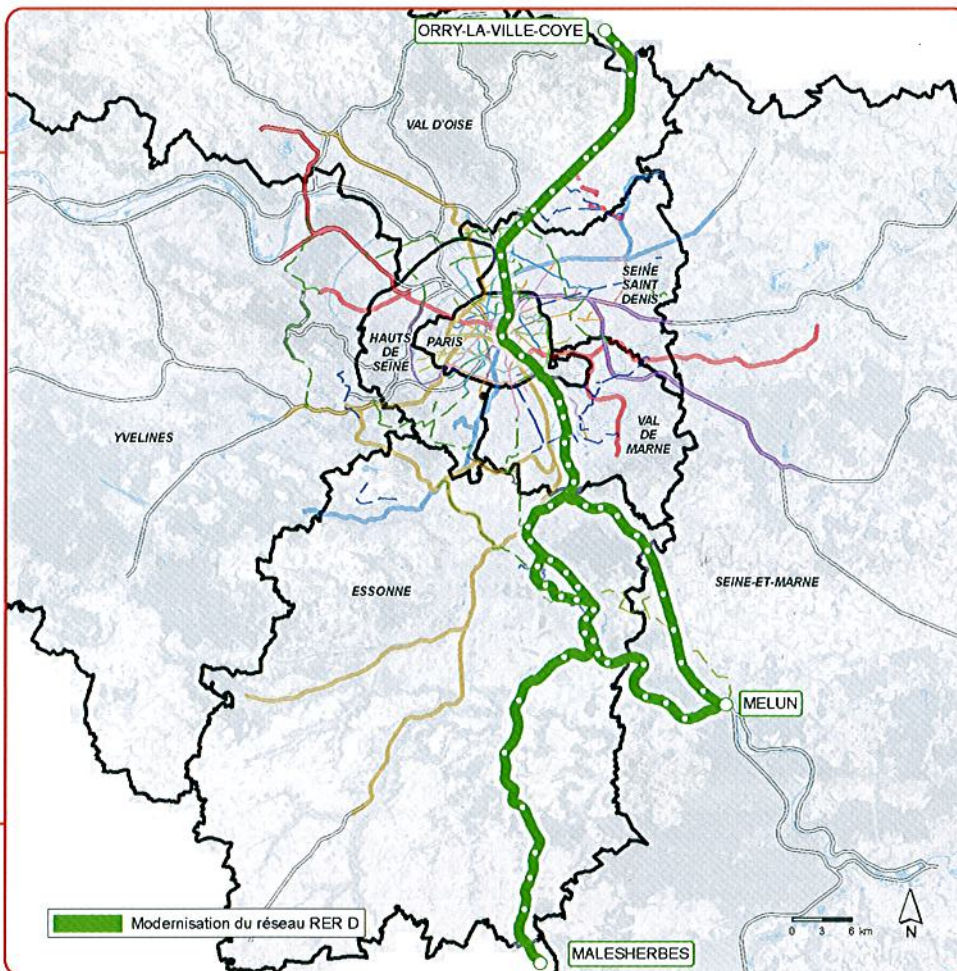 ORRY-LA-VILLE-COYE
VAL D'OISE
SEINE
SAINT
DENIS
HAUTS
DE
SEINE
PARIS
YVELINES
VAL
DE
MARNE
ESSONNE
SEINE-ET-MARNE
MELUN
Modernisation du réseau RER D
0 3 6 km
N
MALESHERBES